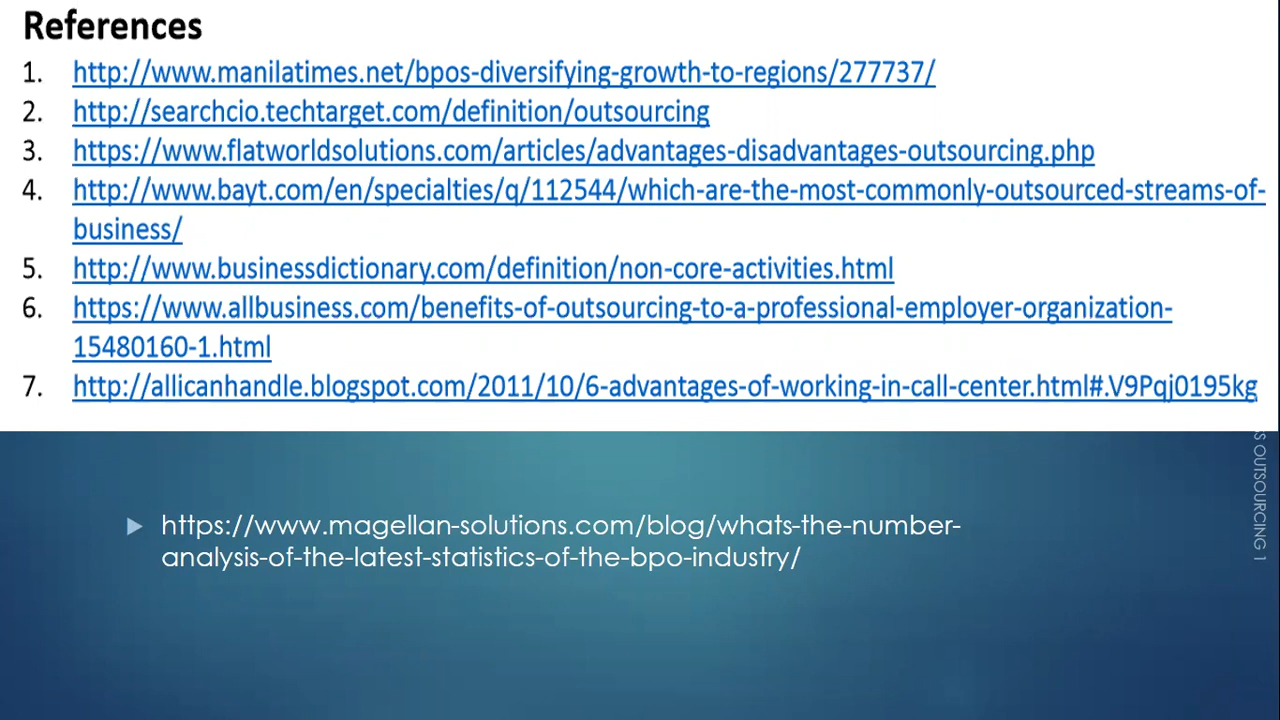 References
1. http://www.manilatimes.net/bpos-diversifying-growth-to-regions/277737/
2. http://searchcio.techtarget.com/definition/outsourcing
3. https://www.flatworldsolutions.com/articles/advantages-disadvantages-outsourcing.php
4. http://www.bayt.com/en/specialties/q/112544/which-are-the-most-commonly-outsourced-streams-of-
business/
5. http://www.businessdictionary.com/definition/non-core-activities.html
6. https://www.allbusiness.com/benefits-of-outsourcing-to-a-professional-employer-organization-
15480160-1.html
7. http://allicanhandle.blogspot.com/2011/10/6-advantages-of-working-in-call-center.html#.V9Pqj0195kg
https://www.magellan-solutions.com/blog/whats-the-number-
analysis-of-the-latest-statistics-of-the-bpo-industry/
OUTSOURCING 1